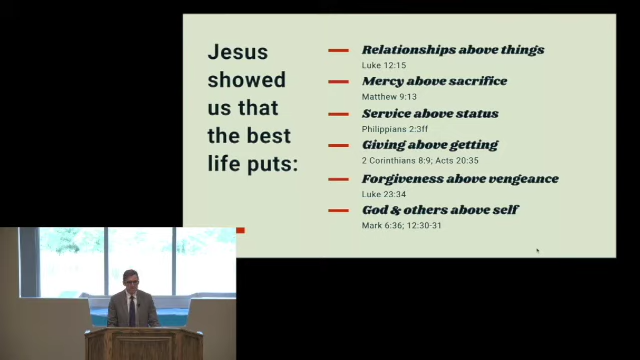 Jesus
showed
us that
the best
life puts:
Relationships above things
Luke 12:15
Mercy above sacrifice
Matthew 9:13
Service above status
Philippians 2:3ff
Giving above getting
2 Corinthians 8:9; Acts 20:35
Forgiveness above vengeance
Luke 23:34
God & others above self
Mark 6:36; 12:30-31